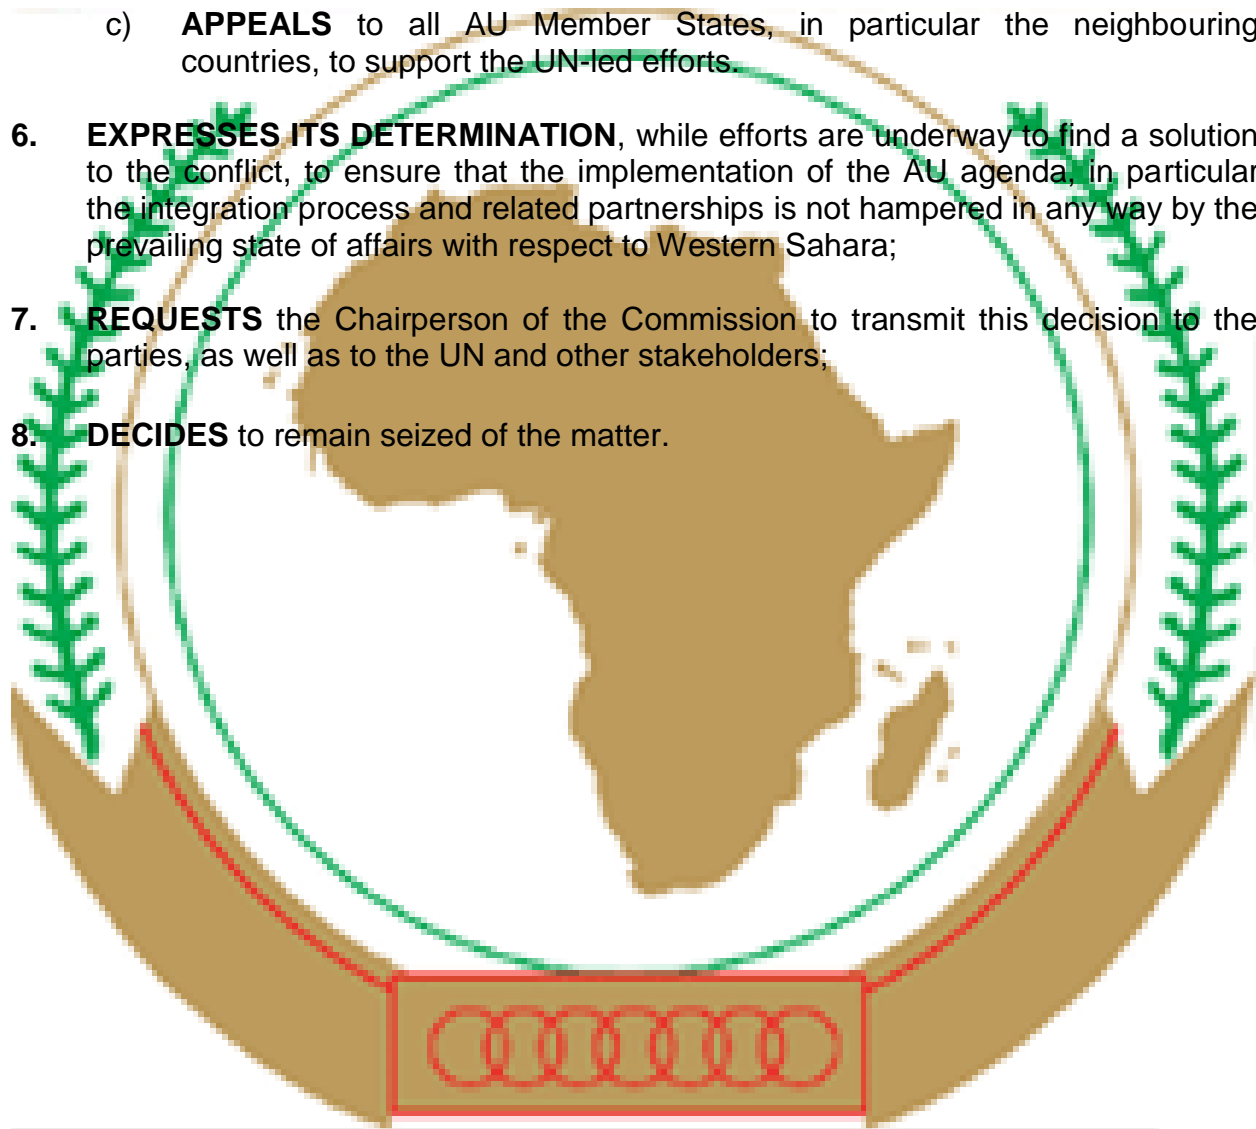 c) APPEALS to all AU Member States, in particular the neighbouring
countries, to support the UN-led efforts.
6. EXPRESSES ITS DETERMINATION, while efforts are underway to find a solution
to the conflict, to ensure that the implementation of the AU agenda, in particular
the integration process and related partnerships is not hampered in any way by the
prevailing state of affairs with respect to Western Sahara;
7. REQUESTS the Chairperson of the Commission to transmit this decision to the
parties, as well as to the UN and other stakeholders;
8. DECIDES to remain seized of the matter.